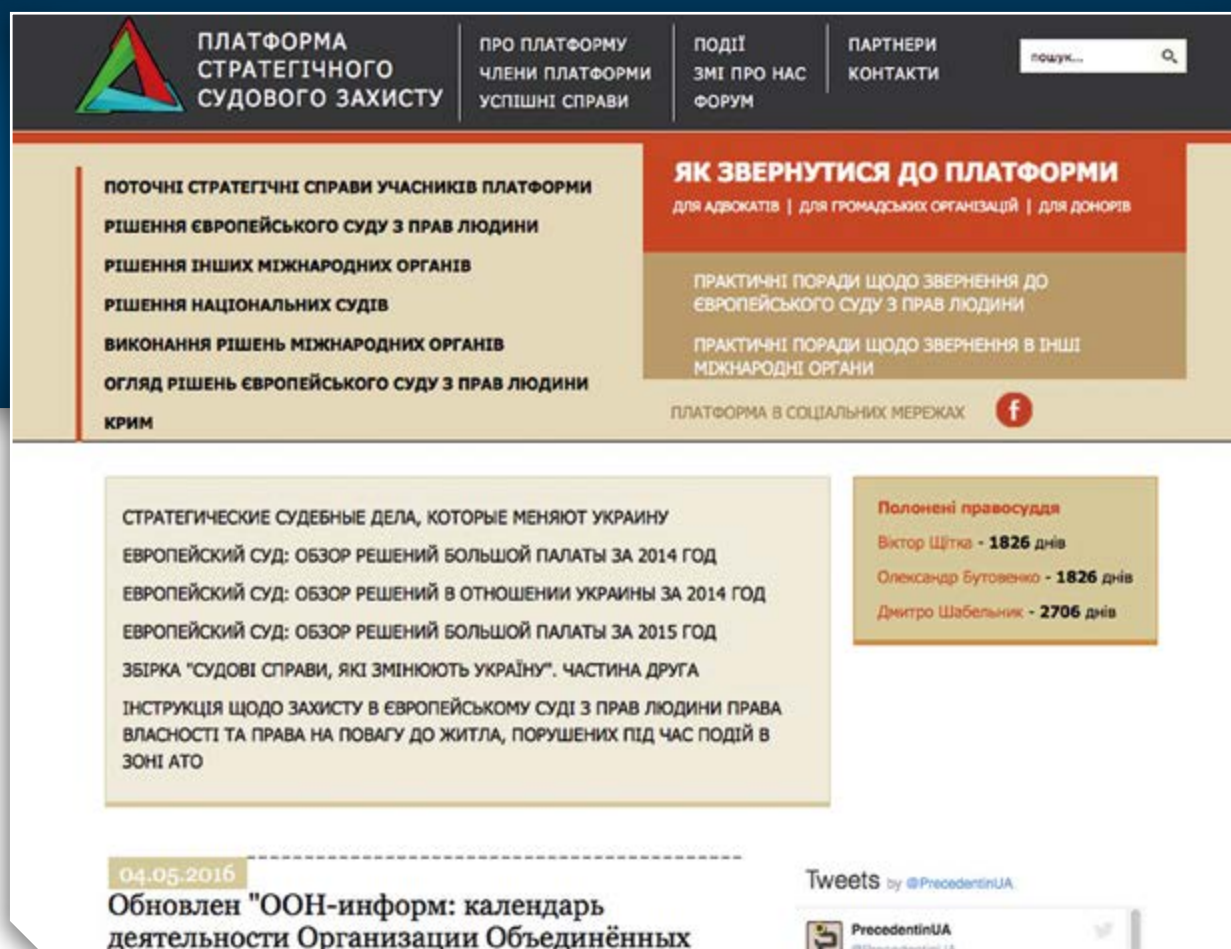 ПЛАТФОРМА
СТРАТЕГІЧНОГО
СУДОВОГО ЗАХИСТУ
ПРО ПЛАТФОРМУ
ЧЛЕНИ ПЛАТФОРМИ
УСПІШНІ СПРАВИ
ПОДІЇ
ЗМІ ПРО НАС
ФОРУМ
ПАРТНЕРИ
КОНТАКТИ
пошук...
ПОТОЧНІ СТРАТЕГІЧНІ СПРАВИ УЧАСНИКІВ ПЛАТФОРМИ
РІШЕННЯ ЄВРОПЕЙСЬКОГО СУДУ З ПРАВ ЛЮДИНИ
РІШЕННЯ ІНШИХ МІЖНАРОДНИХ ОРГАНІВ
РІШЕННЯ НАЦІОНАЛЬНИХ СУДІВ
ВИКОНАННЯ РІШЕНЬ МІЖНАРОДНИХ ОРГАНІВ
ОГЛЯД РІШЕНЬ ЄВРОПЕЙСЬКОГО СУДУ З ПРАВ ЛЮДИНИ
КРИМ
ЯК ЗВЕРНУТИСЯ ДО ПЛАТФОРМИ
ДЛЯ АДВОКАТІВ | ДЛЯ ГРОМАДСЬКИХ ОРГАНІЗАЦІЙ | ДЛЯ ДОНОРІВ
ПРАКТИЧНІ ПОРАДИ ЩОДО ЗВЕРНЕННЯ ДО
ЄВРОПЕЙСЬКОГО СУДУ З ПРАВ ЛЮДИНИ
ПРАКТИЧНІ ПОРАДИ ЩОДО ЗВЕРНЕННЯ В ІНШІ
МІЖНАРОДНІ ОРГАНИ
ПЛАТФОРМА В СОЦІАЛЬНИХ МЕРЕЖАХ
f
СТРАТЕГИЧЕСКИЕ СУДЕБНЫЕ ДЕЛА, КОТОРЫЕ МЕНЯЮТ УКРАИНУ
ЕВРОПЕЙСКИЙ СУД: ОБЗОР РЕШЕНИЙ БОЛЬШОЙ ПАЛАТЫ ЗА 2014 ГОД
ЕВРОПЕЙСКИЙ СУД: ОБЗОР РЕШЕНИЙ В ОТНОШЕНИИ УКРАИНЫ ЗА 2014 ГОД
ЕВРОПЕЙСКИЙ СУД: ОБЗОР РЕШЕНИЙ БОЛЬШОЙ ПАЛАТЫ ЗА 2015 ГОД
ЗБІРКА "СУДОВІ СПРАВИ, ЯКІ ЗМІНЮЮТЬ УКРАЇНУ". ЧАСТИНА ДРУГА
ІНСТРУКЦІЯ ЩОДО ЗАХИСТУ В ЄВРОПЕЙСЬКОМУ СУДІ З ПРАВ ЛЮДИНИ ПРАВА
ВЛАСНОСТІ ТА ПРАВА НА ПОВАГУ ДО ЖИТЛА, ПОРУШЕНИХ ПІД ЧАС ПОДІЙ В
ЗОНІ АТО
Полонені правосуддя
Віктор Щітка - 1826 днів
Олександр Бутовенко - 1826 днів
Дмитро Шабельник - 2706 днів
04.05.2016
Обновлен "ООН-информ: календарь
деятельности Организации Объединённых
Tweets by @PrecedentinUA
PrecedentinUA
@PrecedentinUA